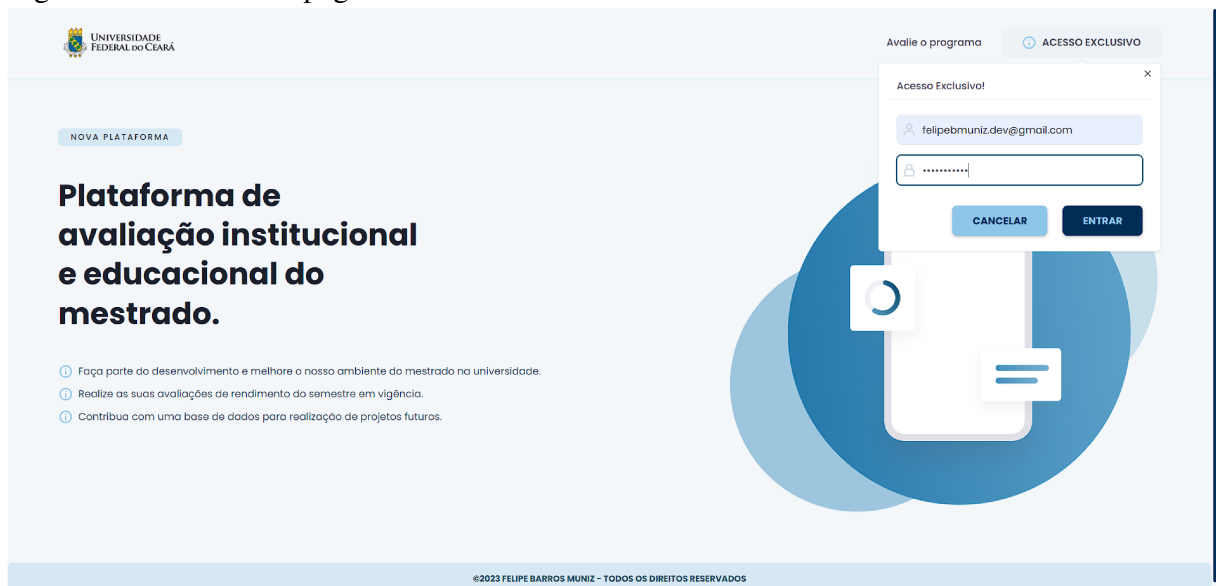 UNIVERSIDADE
FEDERAL DO CEARÁ
Avalie o programa
ACESSO EXCLUSIVO
Acesso Exclusivo!
felipebmuniz.dev@gmail.com
•••••••••••
CANCELAR
ENTRAR
NOVA PLATAFORMA
Plataforma de
avaliação institucional
e educacional do
mestrado.
Faça parte do desenvolvimento e melhore o nosso ambiente do mestrado na universidade.
Realize as suas avaliações de rendimento do semestre em vigência.
Contribua com uma base de dados para realização de projetos futuros.
©2023 FELIPE BARROS MUNIZ - TODOS OS DIREITOS RESERVADOS